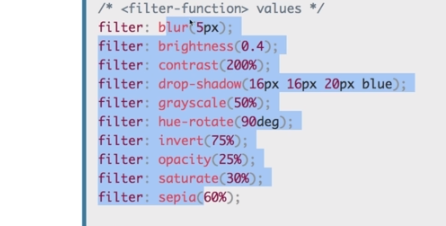 /* <filter-function> values */
filter: blur(5px);
filter: brightness(0.4);
filter: contrast(200%);
filter: drop-shadow(16px 16px 20px blue);
filter: grayscale(50%);
filter: hue-rotate(90deg);
filter: invert(75%);
filter: opacity(25%);
filter: saturate(30%);
filter: sepia(60%);